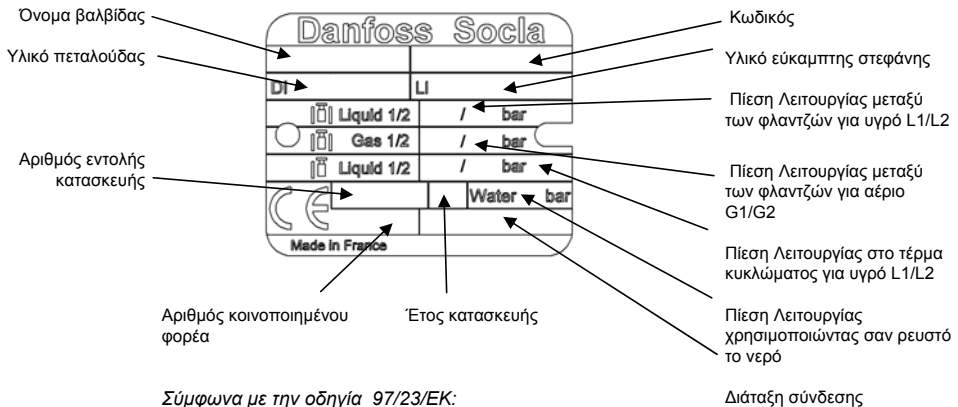 Όνομα βαλβίδας
Υλικό πεταλούδας
Αριθμός εντολής
κατασκευής
Danfoss Socla
DI LI
Liquid 1/2 / bar
Gas 1/2 / bar
Liquid 1/2 / bar
CE Water bar
Made in France
Κωδικός
Υλικό εύκαμπτης στεφάνης
Πίεση Λειτουργίας μεταξύ
των φλαντζών για υγρό L1/L2
Πίεση Λειτουργίας μεταξύ
των φλαντζών για αέριο
G1/G2
Πίεση Λειτουργίας στο τέρμα
κυκλώματος για υγρό L1/L2
Πίεση Λειτουργίας
χρησιμοποιώντας σαν ρευστό
το νερό
Διάταξη σύνδεσης
Αριθμός κοινοποιημένου
φορέα
Έτος κατασκευής
Σύμφωνα με την οδηγία 97/23/ΕΚ: